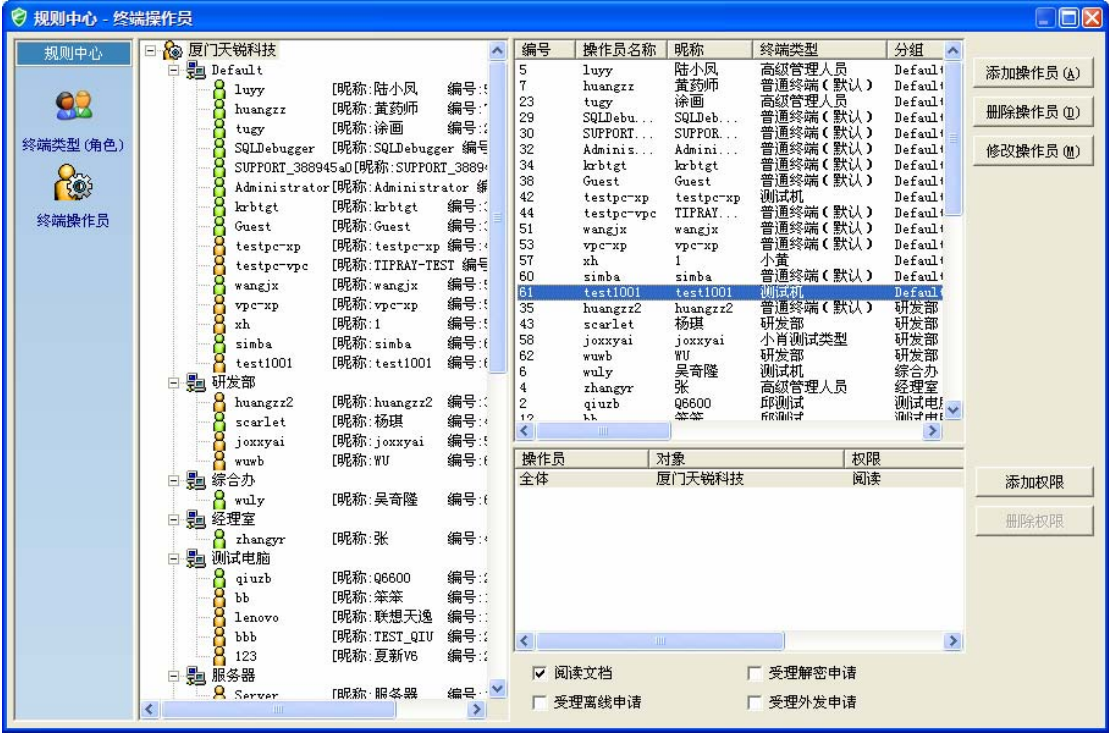 规则中心 - 终端操作员
规则中心
终端类型(角色)
终端操作员
厦门天锐科技
Default
luyy [昵称:陆小凤 编号:
huangzz [昵称:黄药师 编号:
tugy [昵称:涂画 编号:
SQLDebugger [昵称:SQLDebugger 编号
SUPPORT_388945a0[昵称:SUPPORT_3889
Administrator[昵称:Administrator
krbtgt [昵称:krbtgt 编号:
Guest [昵称:Guest 编号:
testpc-xp [昵称:testpc-xp 编号:
testpc-vpc [昵称:TIPRAY-TEST 编号
wangjx [昵称:wangjx 编号:
vpc-xp [昵称:vpc-xp 编号:
xh [昵称:1 编号:
simba [昵称:simba 编号:
test1001 [昵称:test1001 编号:
研发部
huangzz2 [昵称:huangzz2 编号:
scarlet [昵称:杨琪 编号:
joxxyai [昵称:joxxyai 编号:
wuwb [昵称:WU 编号:
综合办
wuly [昵称:吴奇隆 编号:
经理室
zhangyr [昵称:张 编号:
测试电脑
qiuzb [昵称:Q6600 编号:
bb [昵称:笨笨 编号:
lenovo [昵称:联想天逸 编号:
bbb [昵称:TEST_QIU 编号:
123 [昵称:夏新V6 编号:
服务器
Server [昵称:服务器 编号:
编号 操作员名称 昵称 终端类型 分组
5 luyy 陆小凤 高级管理人员 Default
7 huangzz 黄药师 普通终端(默认) Default
23 tugy 涂画 高级管理人员 Default
29 SQLDebu... SQLDeb... 普通终端(默认) Default
30 SUPPORT... SUPPOR... 普通终端(默认) Default
32 Adminis... Admini... 普通终端(默认) Default
34 krbtgt krbtgt 普通终端(默认) Default
38 Guest Guest 普通终端(默认) Default
42 testpc-xp testpc-xp 测试机 Default
44 testpc-vpc TIPRAY... 普通终端(默认) Default
51 wangjx wangjx 普通终端(默认) Default
53 vpc-xp vpc-xp 普通终端(默认) Default
57 xh 1 小黄 Default
60 simba simba 普通终端(默认) Default
61 test1001 test1001 测试机 Default
35 huangzz2 huangzz2 普通终端(默认) 研发部
43 scarlet 杨琪 研发部 研发部
58 joxxyai joxxyai 小肖测试类型 研发部
62 wuwb WU 研发部 研发部
6 wuly 吴奇隆 测试机 综合办
4 zhangyr 张 高级管理人员 经理室
2 qiuzb Q6600 邱测试 测试电
12 bb 笨笨 邱测试 测试电
操作员 对象 权限
全体 厦门天锐科技 阅读
阅读文档 受理解密申请
受理离线申请 受理外发申请
添加操作员(A)
删除操作员(D)
修改操作员(M)
添加权限
删除权限